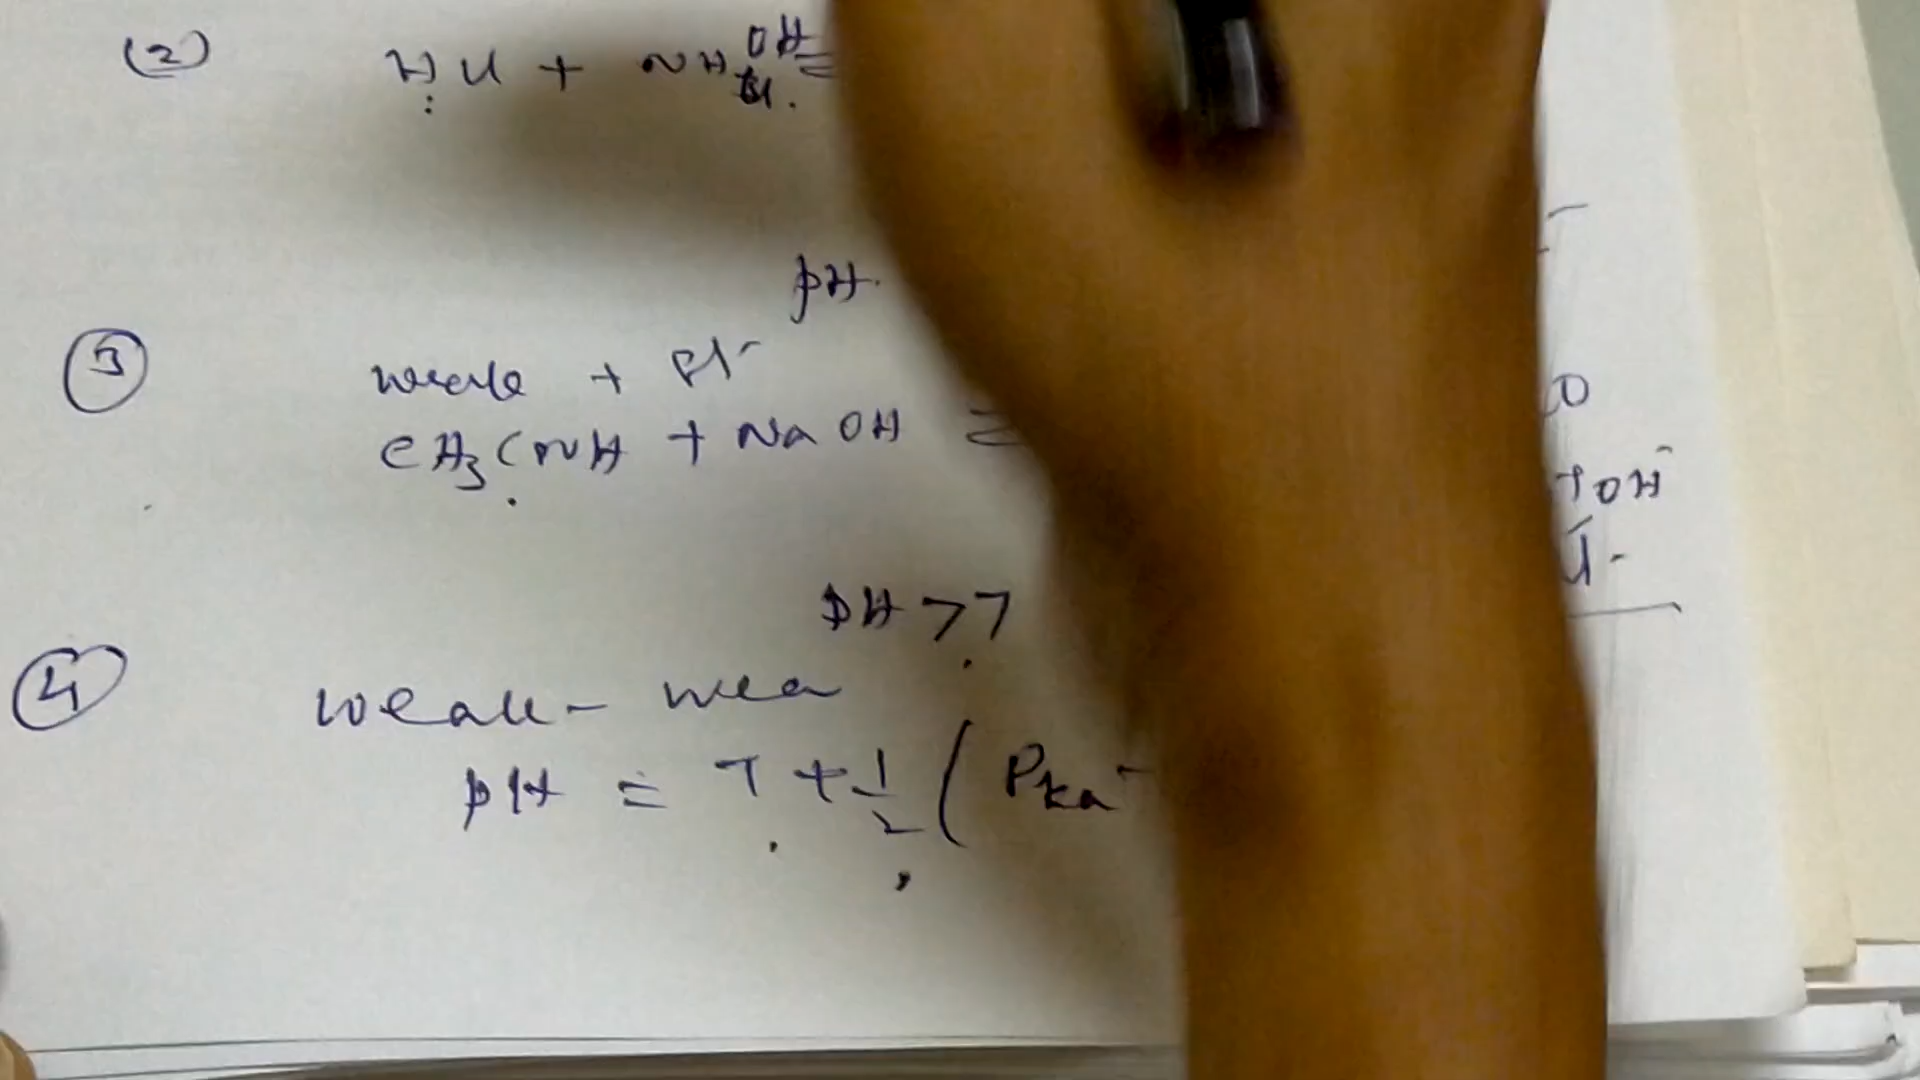 (2) HCl + NH4OH ⇌
pH
③ weak + St
CH3COOH + NaOH ⇌
O
+ OH-
pH > 7
④ weak - wea
pH = 7 + 1/2 ( Pka -